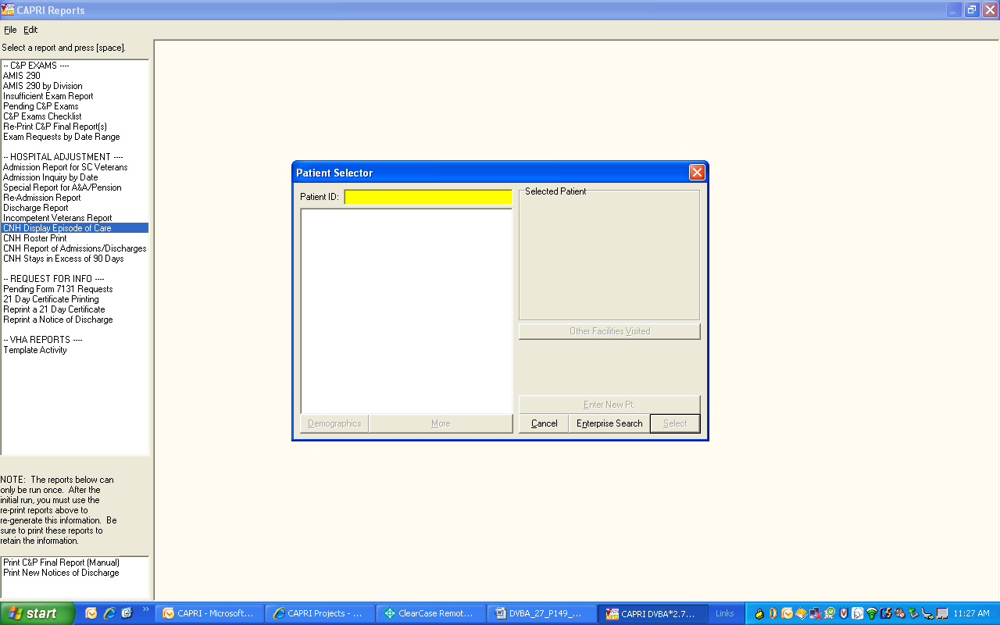 CAPRI Reports
File Edit
Select a report and press [space].
-- C&P EXAMS ----
AMIS 290
AMIS 290 by Division
Insufficient Exam Report
Pending C&P Exams
C&P Exams Checklist
Re-Print C&P Final Report(s)
Exam Requests by Date Range
-- HOSPITAL ADJUSTMENT ----
Admission Report for SC Veterans
Admission Inquiry by Date
Special Report for A&A/Pension
Re-Admission Report
Discharge Report
Incompetent Veterans Report
CNH Display Episode of Care
CNH Roster Print
CNH Report of Admissions/Discharges
CNH Stays in Excess of 90 Days
-- REQUEST FOR INFO ----
Pending Form 7131 Requests
21 Day Certificate Printing
Reprint a 21 Day Certificate
Reprint a Notice of Discharge
-- VHA REPORTS ----
Template Activity
NOTE: The reports below can
only be run once. After the
initial run, you must use the
re-print reports above to
re-generate this information. Be
sure to print these reports to
retain the information.
Print C&P Final Report (Manual)
Print New Notices of Discharge
Patient Selector
Patient ID:
Selected Patient
Other Facilities Visited
Enter New Pt.
Demographics More
Cancel Enterprise Search Select
start
CAPRI - Microsoft...
CAPRI Projects - ...
ClearCase Remot...
DVBA_27_P149_...
CAPRI DVBA*2.7...
Links
11:27 AM